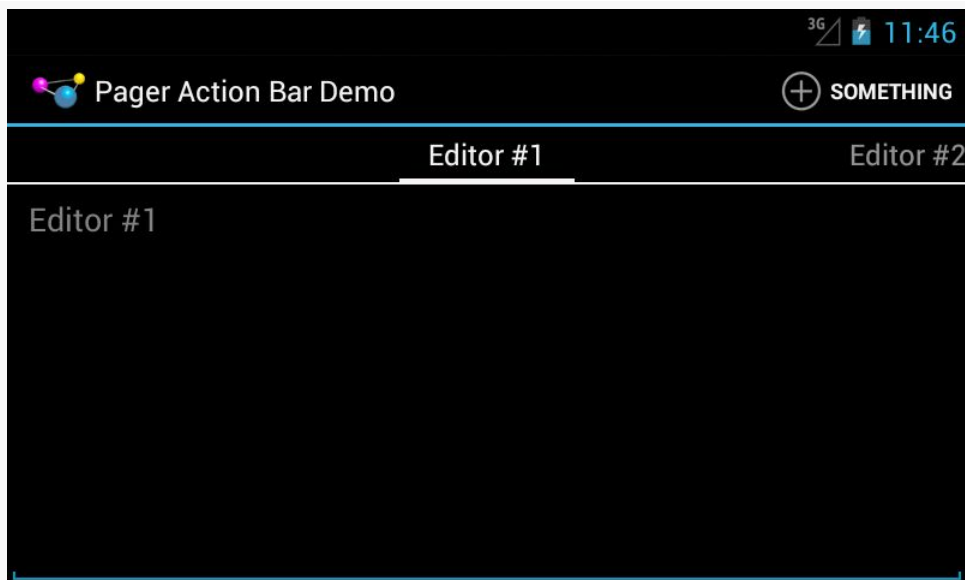 3G 11:46
Pager Action Bar Demo SOMETHING
Editor #1 Editor #2
Editor #1